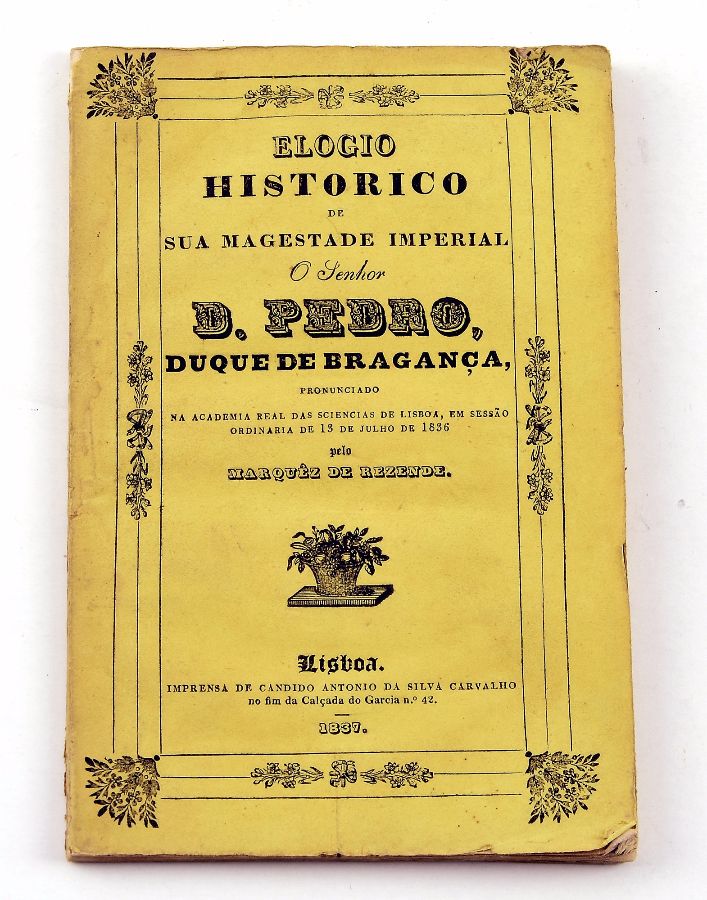 ELOGIO
HISTORICO
DE
SUA MAGESTADE IMPERIAL
O Senhor
D. PEDRO,
DUQUE DE BRAGANÇA,
PRONUNCIADO
NA ACADEMIA REAL DAS SCIENCIAS DE LISBOA, EM SESSÃO
ORDINARIA DE 13 DE JULHO DE 1836
pelo
MARQUÊZ DE REZENDE.
Lisboa.
IMPRENSA DE CANDIDO ANTONIO DA SILVA CARVALHO
no fim da Calçada do Garcia n.º 42.
1837.